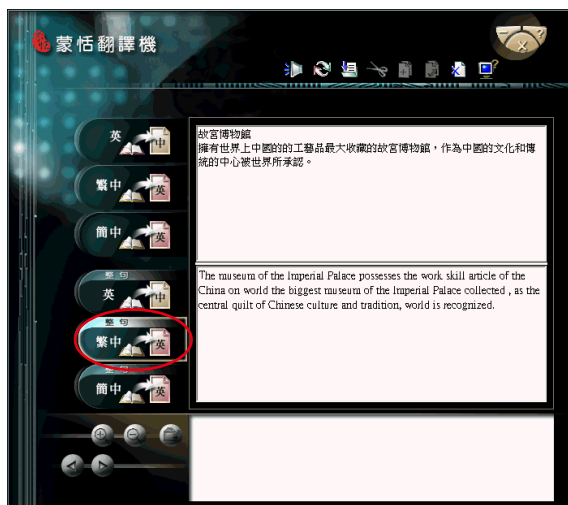 蒙恬翻譯機
英 中
繁中 英
簡中 英
整句
英 中
整句
繁中 英
整句
簡中 英
故宮博物館
擁有世界上中國的的工藝品最大收藏的故宮博物館，作為中國的文化和傳
統的中心被世界所承認。
The museum of the Imperial Palace possesses the work skill article of the
China on world the biggest museum of the Imperial Palace collected , as the
central quilt of Chinese culture and tradition, world is recognized.